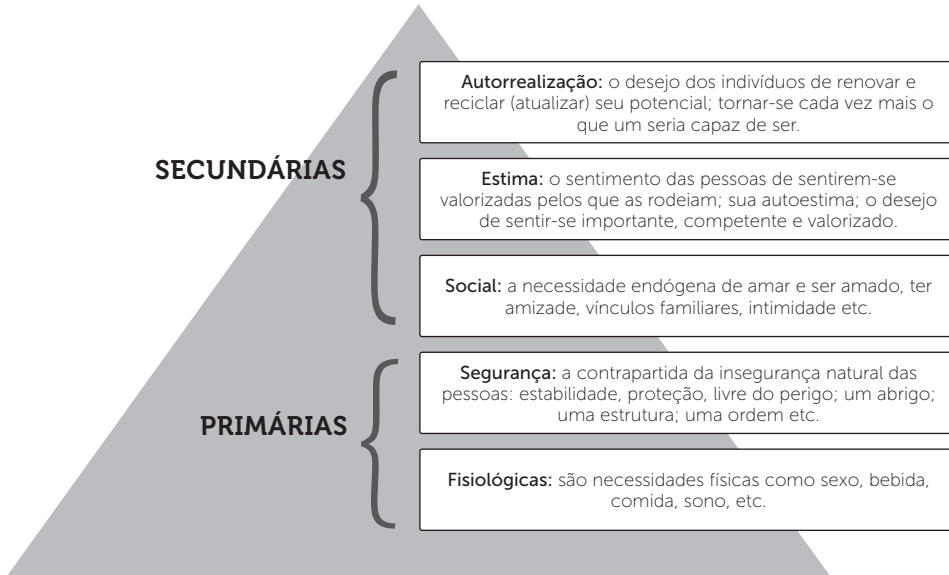 Autorrealização: o desejo dos indivíduos de renovar e
reciclar (atualizar) seu potencial; tornar-se cada vez mais o
que um seria capaz de ser.
SECUNDÁRIAS
Estima: o sentimento das pessoas de sentirem-se
valorizadas pelos que as rodeiam; sua autoestima; o desejo
de sentir-se importante, competente e valorizado.
Social: a necessidade endógena de amar e ser amado, ter
amizade, vínculos familiares, intimidade etc.
Segurança: a contrapartida da insegurança natural das
pessoas: estabilidade, proteção, livre do perigo; um abrigo;
uma estrutura; uma ordem etc.
PRIMÁRIAS
Fisiológicas: são necessidades físicas como sexo, bebida,
comida, sono, etc.